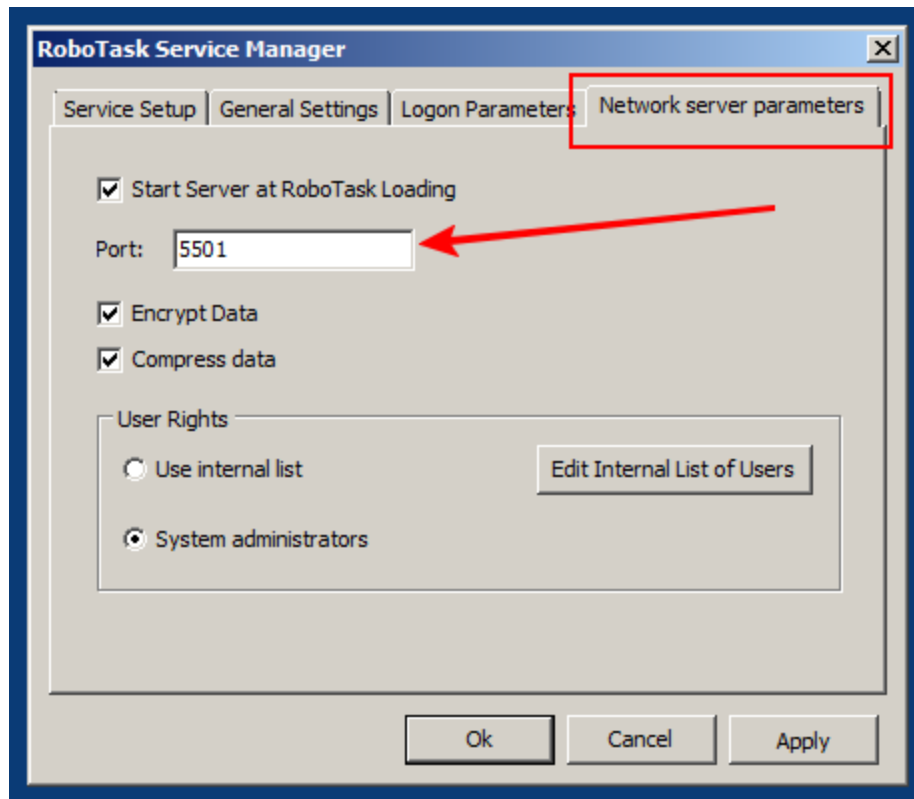 RoboTask Service Manager
Service Setup General Settings Logon Parameters Network server parameters
Start Server at RoboTask Loading
Port: 5501
Encrypt Data
Compress data
User Rights
Use internal list Edit Internal List of Users
System administrators
Ok Cancel Apply